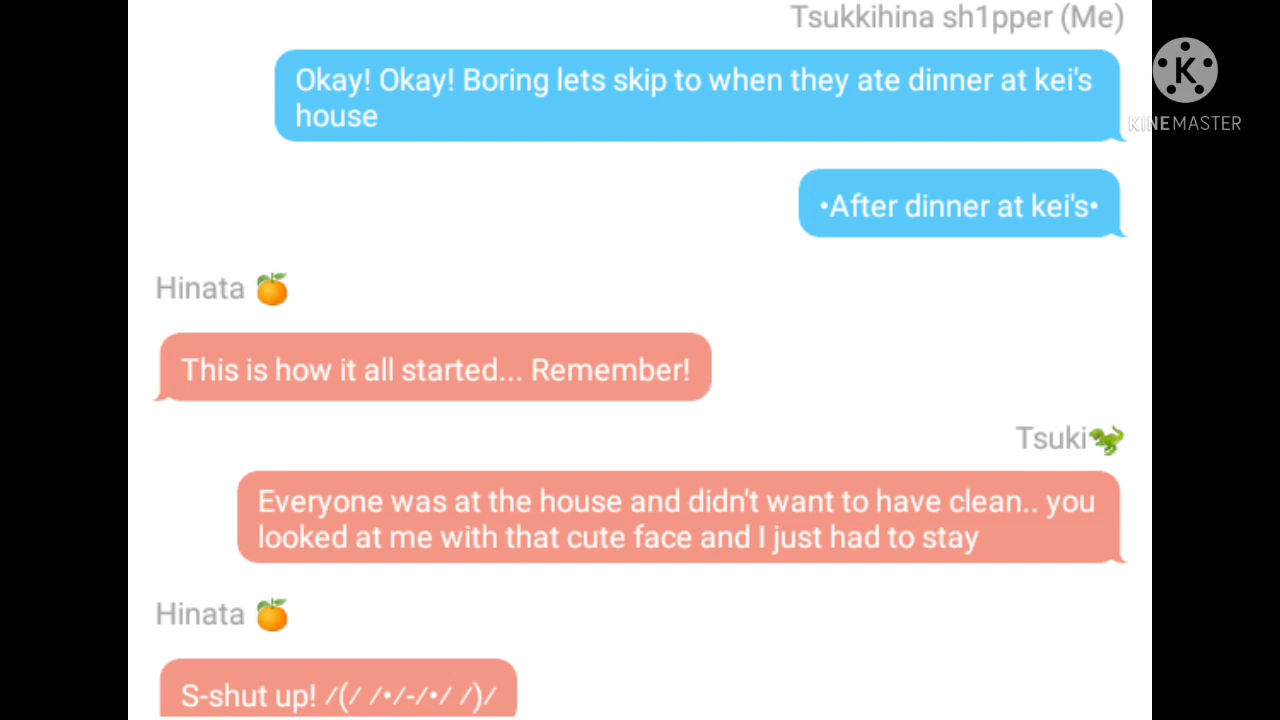 Tsukkihina sh1pper (Me)
Okay! Okay! Boring lets skip to when they ate dinner at kei's
house
KINEMASTER
•After dinner at kei's•
Hinata 🍊
This is how it all started... Remember!
Tsuki🦖
Everyone was at the house and didn't want to have clean.. you
looked at me with that cute face and I just had to stay
Hinata 🍊
S-shut up! ⁄(⁄ ⁄•⁄-⁄•⁄ ⁄)⁄